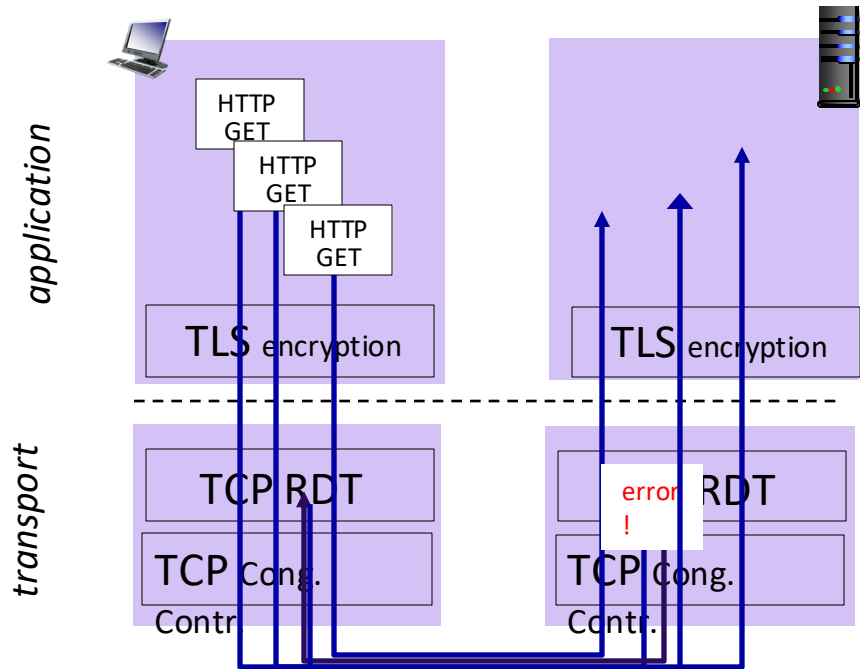 application
HTTP
GET
HTTP
GET
HTTP
GET
TLS encryption
TLS encryption
transport
TCP RDT
TCP Cong.
Contr.
error
!
RDT
TCP Cong.
Contr.